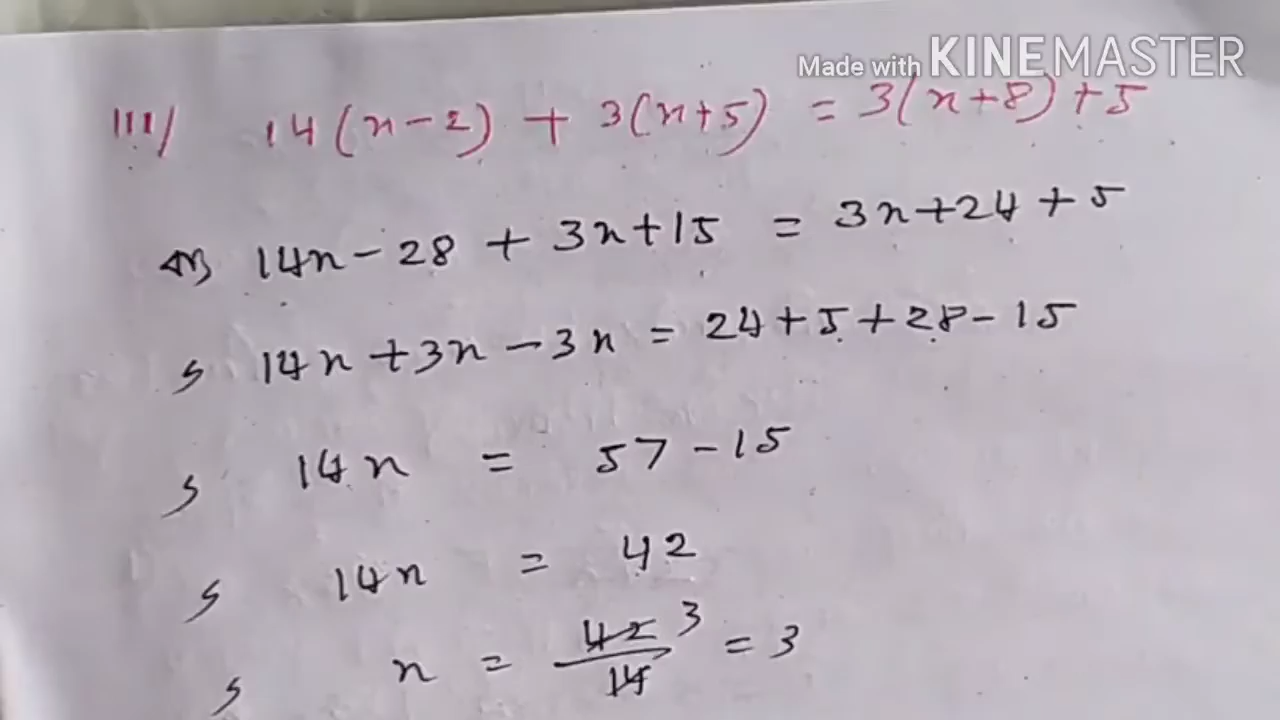 Made with KINEMASTER
111/ 14(x-2) + 3(x+5) = 3(x+8)+5
14x-28 + 3x+15 = 3x+24+5
14x+3x-3x = 24+5+28-15
14x = 57-15
14x = 42
x = 42/14 3 = 3